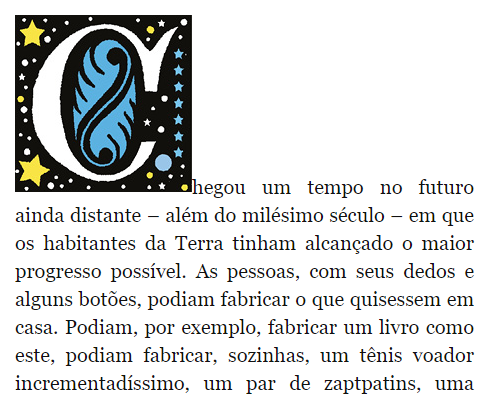 Chegou um tempo no futuro
ainda distante – além do milésimo século – em que
os habitantes da Terra tinham alcançado o maior
progresso possível. As pessoas, com seus dedos e
alguns botões, podiam fabricar o que quisessem em
casa. Podiam, por exemplo, fabricar um livro como
este, podiam fabricar, sozinhas, um tênis voador
incrementadíssimo, um par de zaptpatins, uma